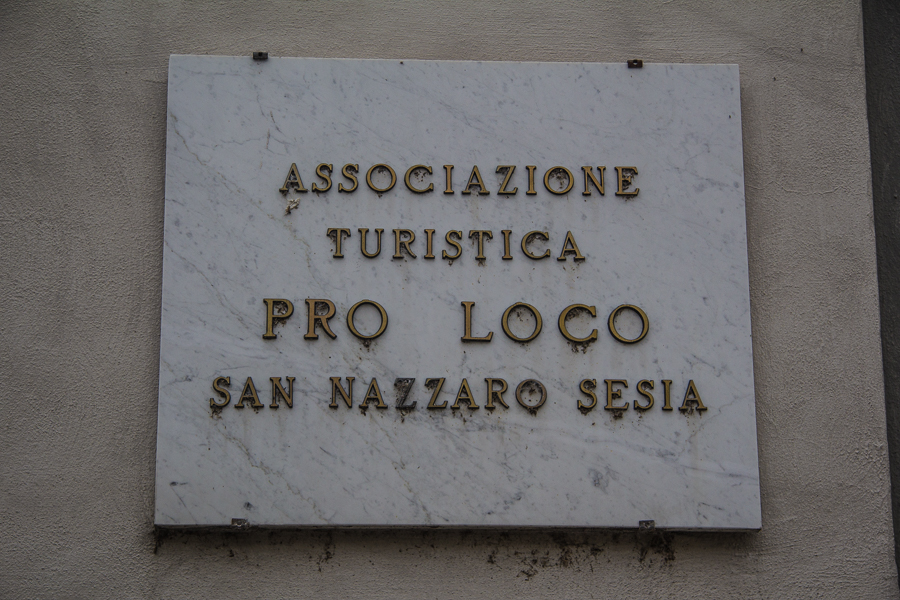 ASSOCIAZIONE
TURISTICA
PRO LOCO
SAN NAZZARO SESIA